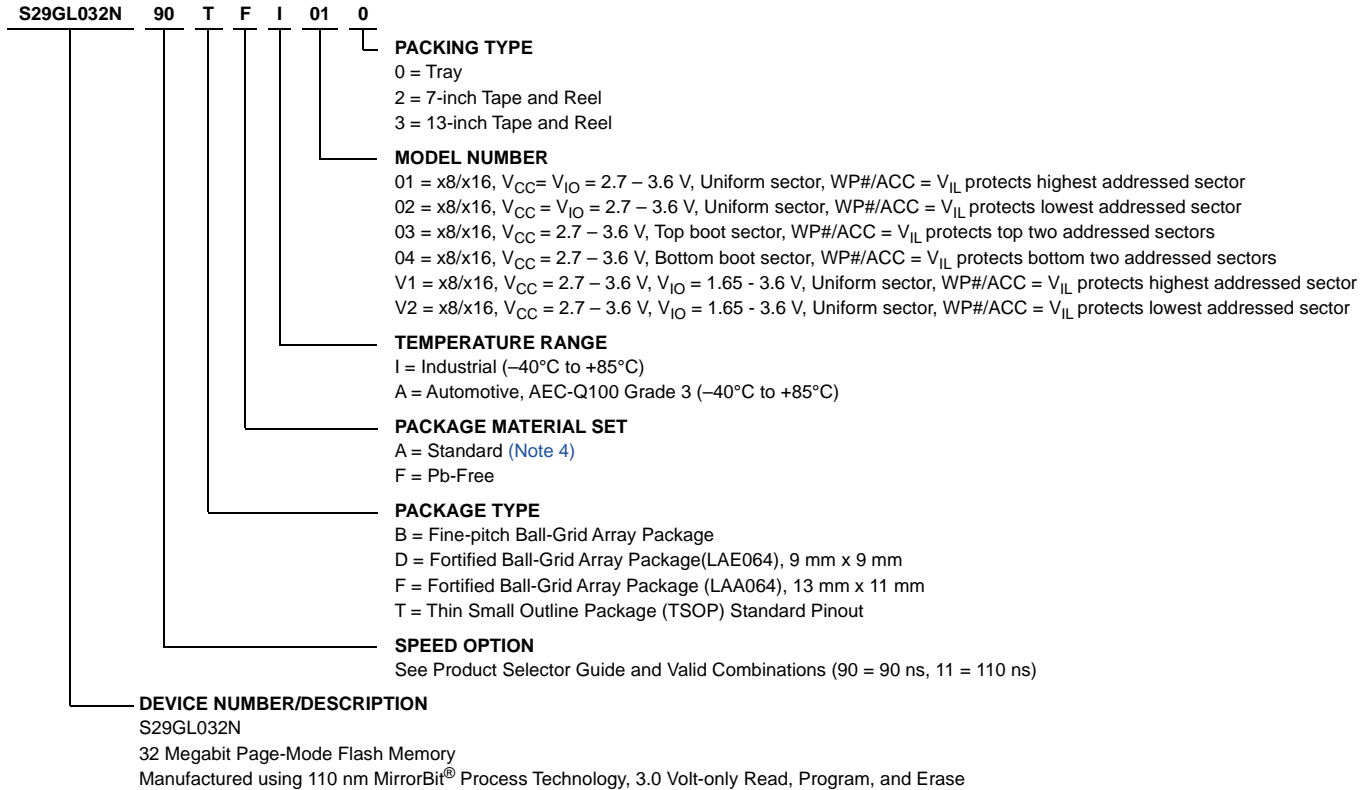 S29GL032N 90 T F I 01 0
PACKING TYPE
0 = Tray
2 = 7-inch Tape and Reel
3 = 13-inch Tape and Reel
MODEL NUMBER
01 = x8/x16, VCC= VIO = 2.7 – 3.6 V, Uniform sector, WP#/ACC = VIL protects highest addressed sector
02 = x8/x16, VCC = VIO = 2.7 – 3.6 V, Uniform sector, WP#/ACC = VIL protects lowest addressed sector
03 = x8/x16, VCC = 2.7 – 3.6 V, Top boot sector, WP#/ACC = VIL protects top two addressed sectors
04 = x8/x16, VCC = 2.7 – 3.6 V, Bottom boot sector, WP#/ACC = VIL protects bottom two addressed sectors
V1 = x8/x16, VCC = 2.7 – 3.6 V, VIO = 1.65 - 3.6 V, Uniform sector, WP#/ACC = VIL protects highest addressed sector
V2 = x8/x16, VCC = 2.7 – 3.6 V, VIO = 1.65 - 3.6 V, Uniform sector, WP#/ACC = VIL protects lowest addressed sector
TEMPERATURE RANGE
I = Industrial (–40°C to +85°C)
A = Automotive, AEC-Q100 Grade 3 (–40°C to +85°C)
PACKAGE MATERIAL SET
A = Standard (Note 4)
F = Pb-Free
PACKAGE TYPE
B = Fine-pitch Ball-Grid Array Package
D = Fortified Ball-Grid Array Package(LAE064), 9 mm x 9 mm
F = Fortified Ball-Grid Array Package (LAA064), 13 mm x 11 mm
T = Thin Small Outline Package (TSOP) Standard Pinout
SPEED OPTION
See Product Selector Guide and Valid Combinations (90 = 90 ns, 11 = 110 ns)
DEVICE NUMBER/DESCRIPTION
S29GL032N
32 Megabit Page-Mode Flash Memory
Manufactured using 110 nm MirrorBit® Process Technology, 3.0 Volt-only Read, Program, and Erase